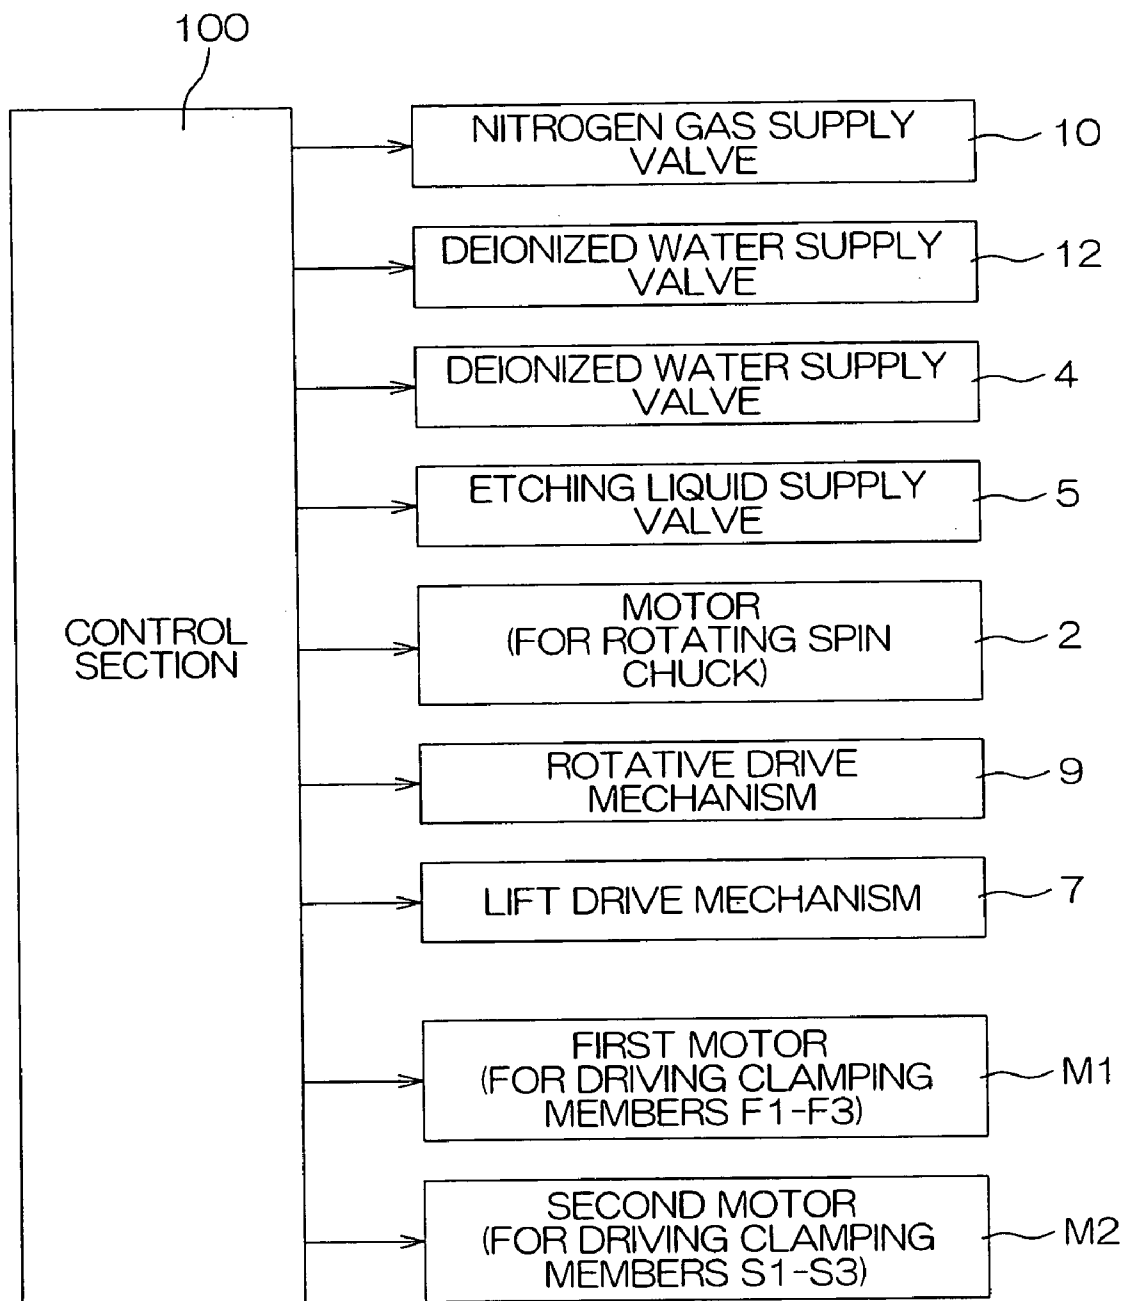 100
NITROGEN GAS SUPPLY
VALVE
10
DEIONIZED WATER SUPPLY
VALVE
12
DEIONIZED WATER SUPPLY
VALVE
4
ETCHING LIQUID SUPPLY
VALVE
5
CONTROL
SECTION
MOTOR
(FOR ROTATING SPIN
CHUCK)
2
ROTATIVE DRIVE
MECHANISM
9
LIFT DRIVE MECHANISM
7
FIRST MOTOR
(FOR DRIVING CLAMPING
MEMBERS F1-F3)
M1
SECOND MOTOR
(FOR DRIVING CLAMPING
MEMBERS S1-S3)
M2